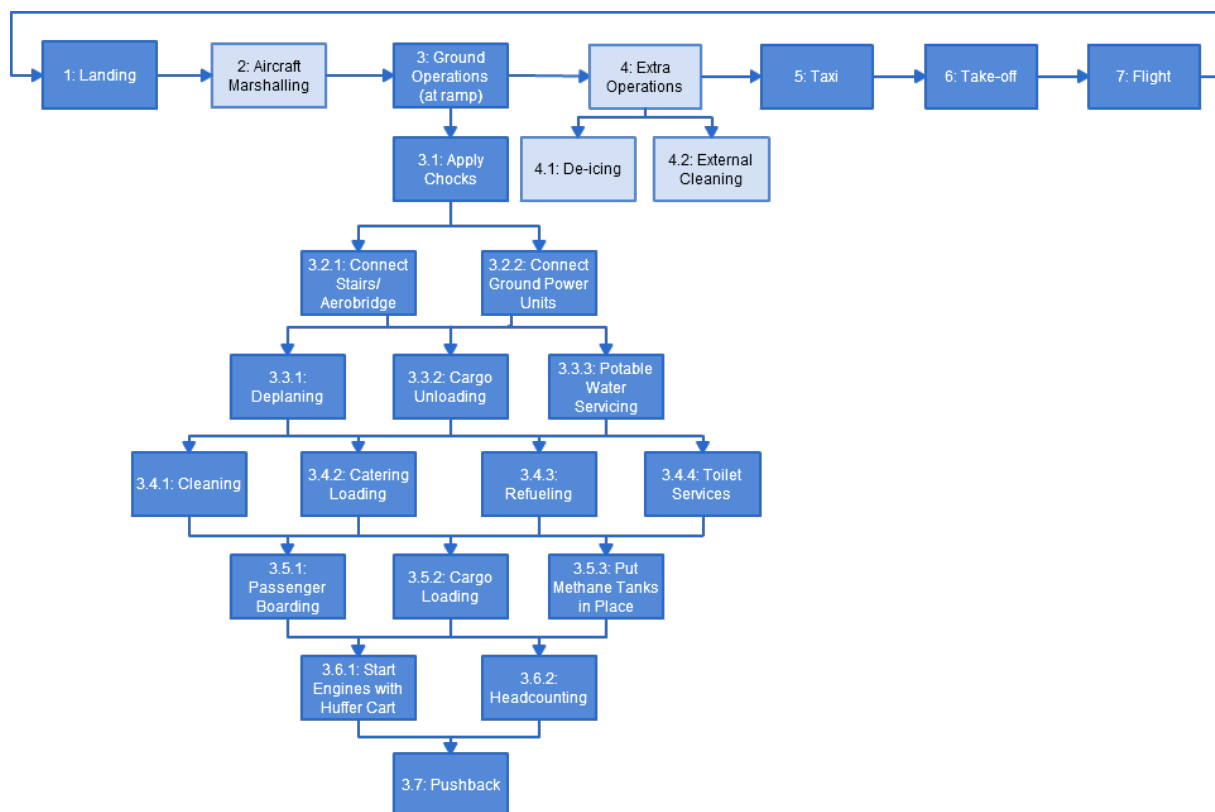 1: Landing
2: Aircraft
Marshalling
3: Ground
Operations
(at ramp)
4: Extra
Operations
5: Taxi
6: Take-off
7: Flight
3.1: Apply
Chocks
4.1: De-icing
4.2: External
Cleaning
3.2.1: Connect
Stairs/
Aerobridge
3.2.2: Connect
Ground Power
Units
3.3.1:
Deplaning
3.3.2: Cargo
Unloading
3.3.3: Potable
Water
Servicing
3.4.1: Cleaning
3.4.2: Catering
Loading
3.4.3:
Refueling
3.4.4: Toilet
Services
3.5.1:
Passenger
Boarding
3.5.2: Cargo
Loading
3.5.3: Put
Methane Tanks
in Place
3.6.1: Start
Engines with
Huffer Cart
3.6.2:
Headcounting
3.7: Pushback